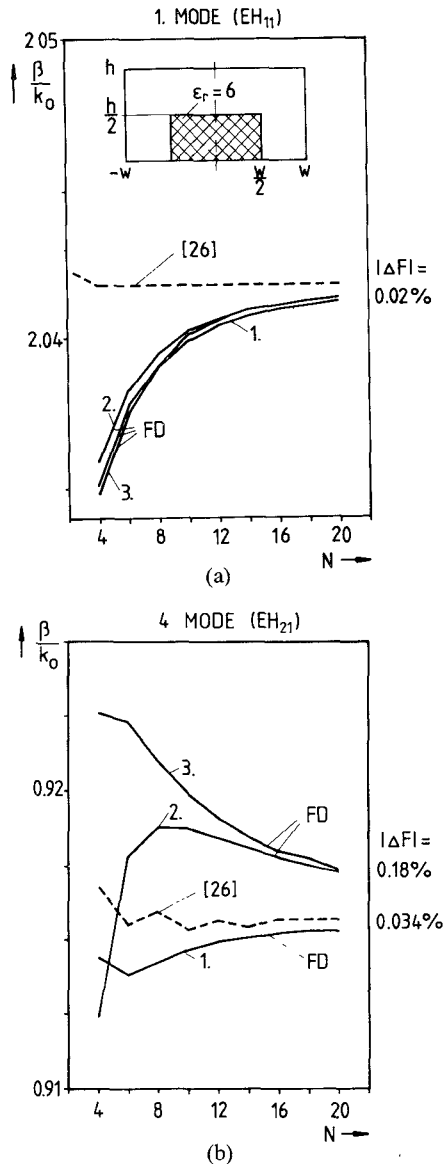 1. MODE (EH₁₁)
2.05
β/k₀
h
εᵣ = 6
h/2
-W
W/2
W
[26]
|ΔF| =
0.02%
2.04
1.
2.
FD
3.
4 8 12 16 20
N
(a)
4 MODE (EH₂₁)
β/k₀
3.
0.92
2.
FD
|ΔF| =
0.18%
[26]
0.034%
1.
FD
0.91
4 8 12 16 20
N
(b)